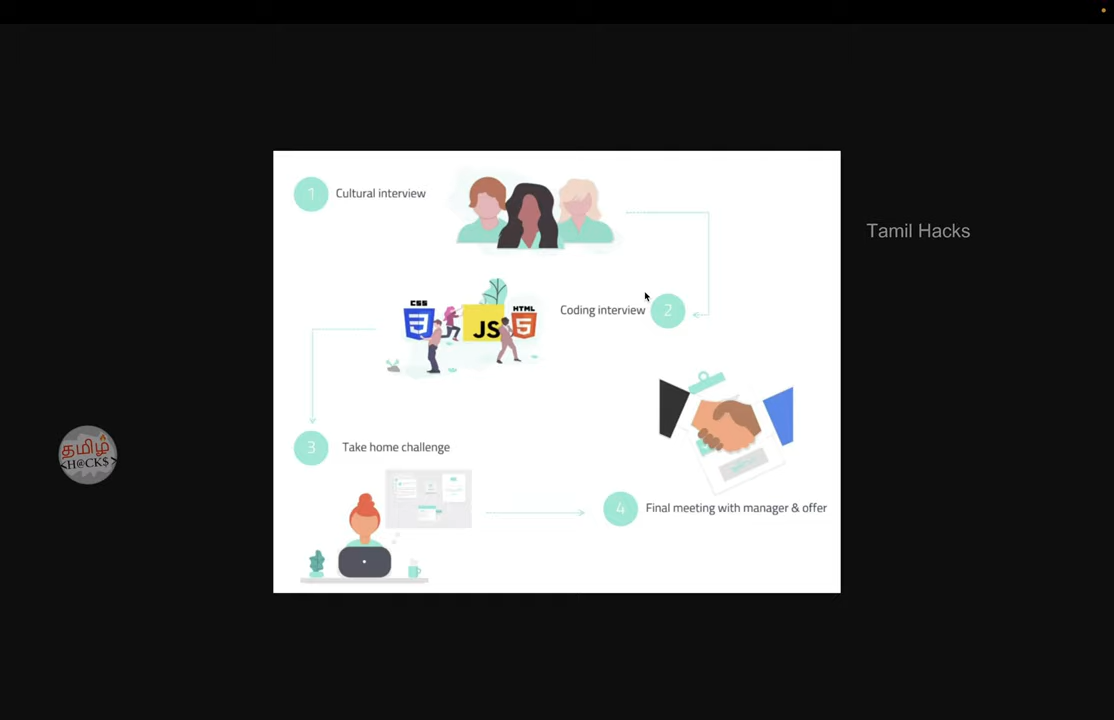 1
Cultural interview
Tamil Hacks
CSS
3
JS
HTML
5
Coding interview
2
தமிழ்
<H@CK$>
3
Take home challenge
4
Final meeting with manager & offer